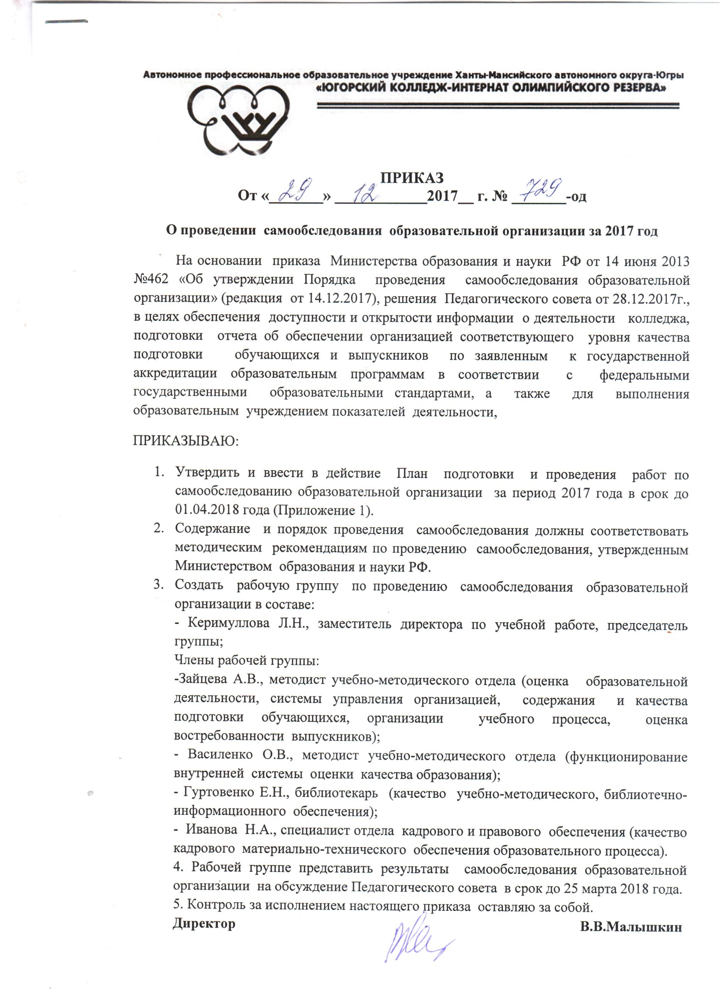 Автономное профессиональное образовательное учреждение Ханты-Мансийского автономного округа-Югры
«ЮГОРСКИЙ КОЛЛЕДЖ-ИНТЕРНАТ ОЛИМПИЙСКОГО РЕЗЕРВА»
ПРИКАЗ
От «29» 12 2017__ г. № 729-од
О проведении самообследования образовательной организации за 2017 год
На основании приказа Министерства образования и науки РФ от 14 июня 2013
№462 «Об утверждении Порядка проведения самообследования образовательной
организации» (редакция от 14.12.2017), решения Педагогического совета от 28.12.2017г.,
в целях обеспечения доступности и открытости информации о деятельности колледжа,
подготовки отчета об обеспечении организацией соответствующего уровня качества
подготовки обучающихся и выпускников по заявленным к государственной
аккредитации образовательным программам в соответствии с федеральными
государственными образовательными стандартами, а также для выполнения
образовательным учреждением показателей деятельности,
ПРИКАЗЫВАЮ:
1. Утвердить и ввести в действие План подготовки и проведения работ по
самообследованию образовательной организации за период 2017 года в срок до
01.04.2018 года (Приложение 1).
2. Содержание и порядок проведения самообследования должны соответствовать
методическим рекомендациям по проведению самообследования, утвержденным
Министерством образования и науки РФ.
3. Создать рабочую группу по проведению самообследования образовательной
организации в составе:
- Керимуллова Л.Н., заместитель директора по учебной работе, председатель
группы;
Члены рабочей группы:
-Зайцева А.В., методист учебно-методического отдела (оценка образовательной
деятельности, системы управления организацией, содержания и качества
подготовки обучающихся, организации учебного процесса, оценка
востребованности выпускников);
- Василенко О.В., методист учебно-методического отдела (функционирование
внутренней системы оценки качества образования);
- Гуртовенко Е.Н., библиотекарь (качество учебно-методического, библиотечно-
информационного обеспечения);
- Иванова Н.А., специалист отдела кадрового и правового обеспечения (качество
кадрового материально-технического обеспечения образовательного процесса).
4. Рабочей группе представить результаты самообследования образовательной
организации на обсуждение Педагогического совета в срок до 25 марта 2018 года.
5. Контроль за исполнением настоящего приказа оставляю за собой.
Директор В.В.Малышкин